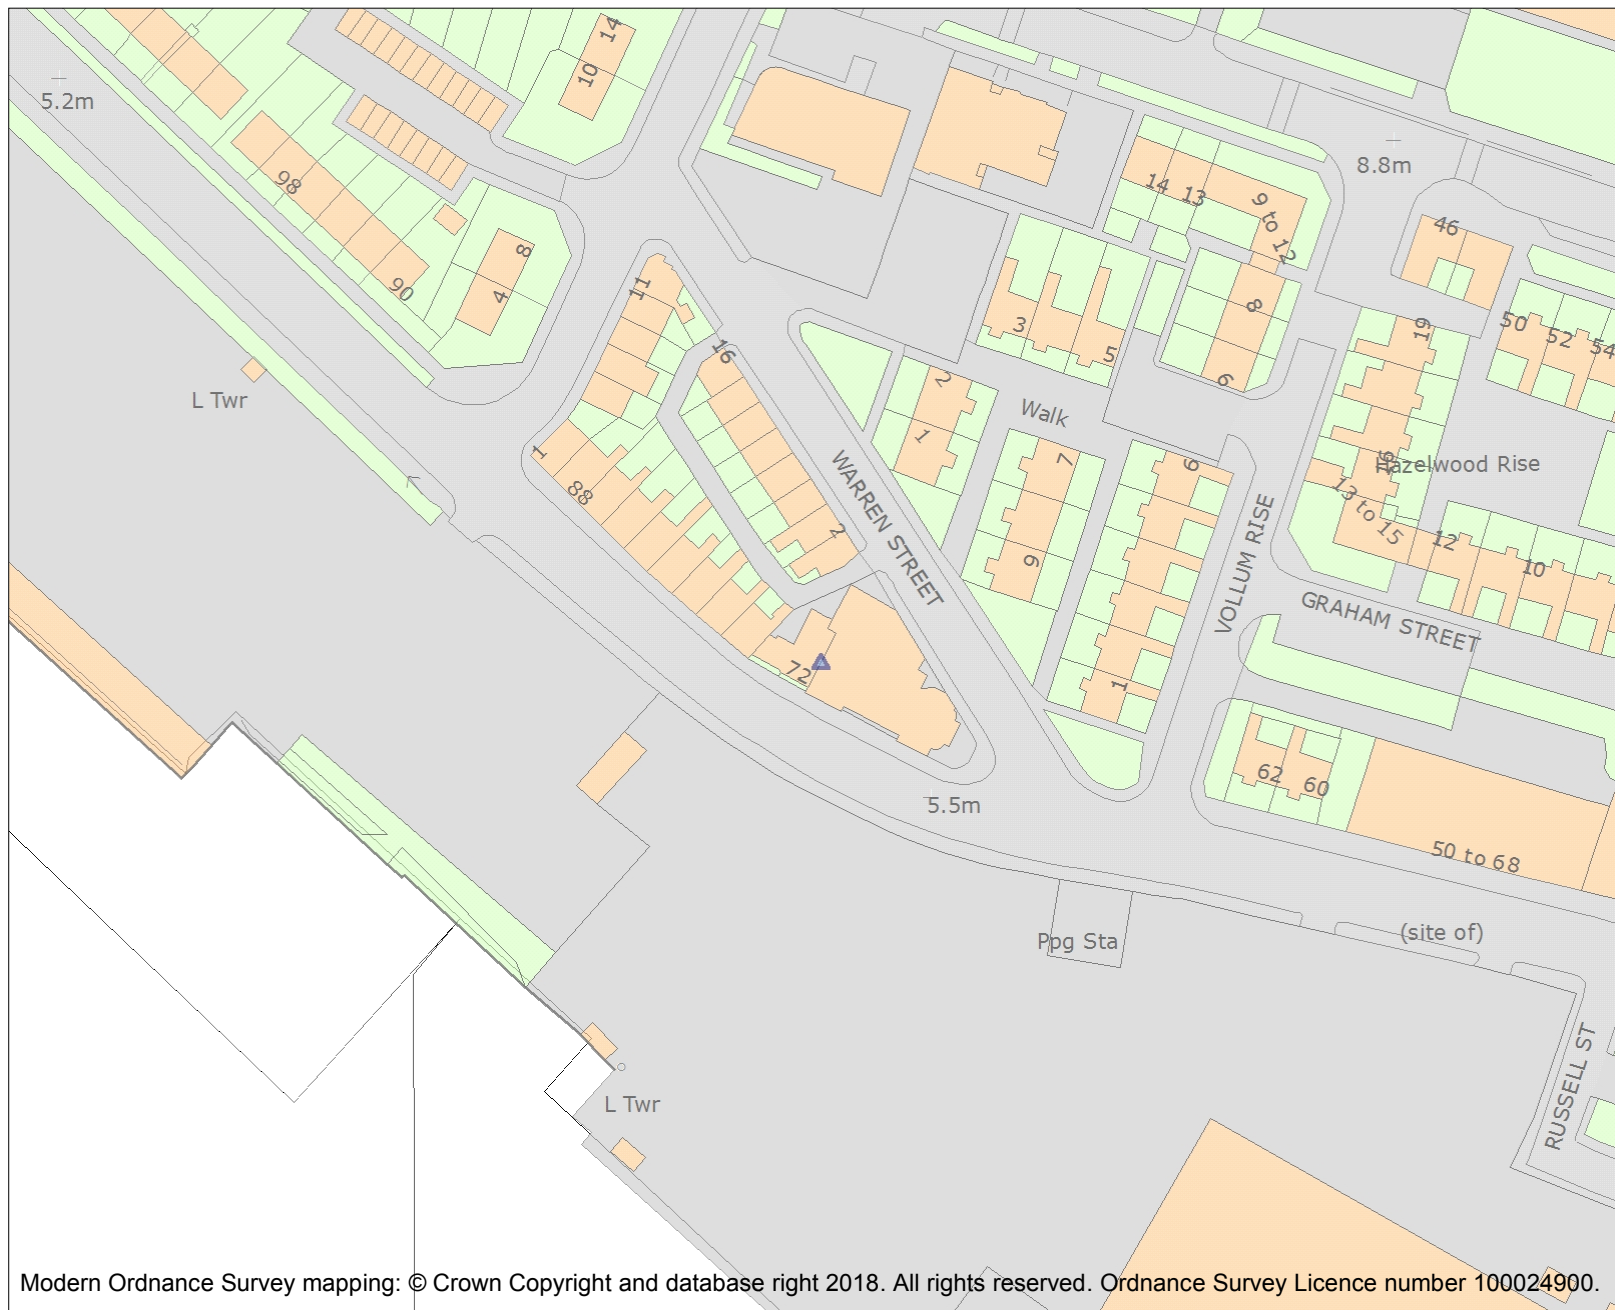 14
10
5.2m
8.8m
98
14
13
9 to 12
46
8
4
90
11
3
5
8
6
19
50
52
54
16
L Twr
2
1
Walk
7
9
6
WARREN STREET
VOLLUM RISE
16
Hazelwood Rise
13 to 15
12
10
GRAHAM STREET
1
88
2
72
1
62
60
5.5m
50 to 68
Ppg Sta
(site of)
RUSSELL ST
L Twr
Modern Ordnance Survey mapping: © Crown Copyright and database right 2018. All rights reserved. Ordnance Survey Licence number 100024900.